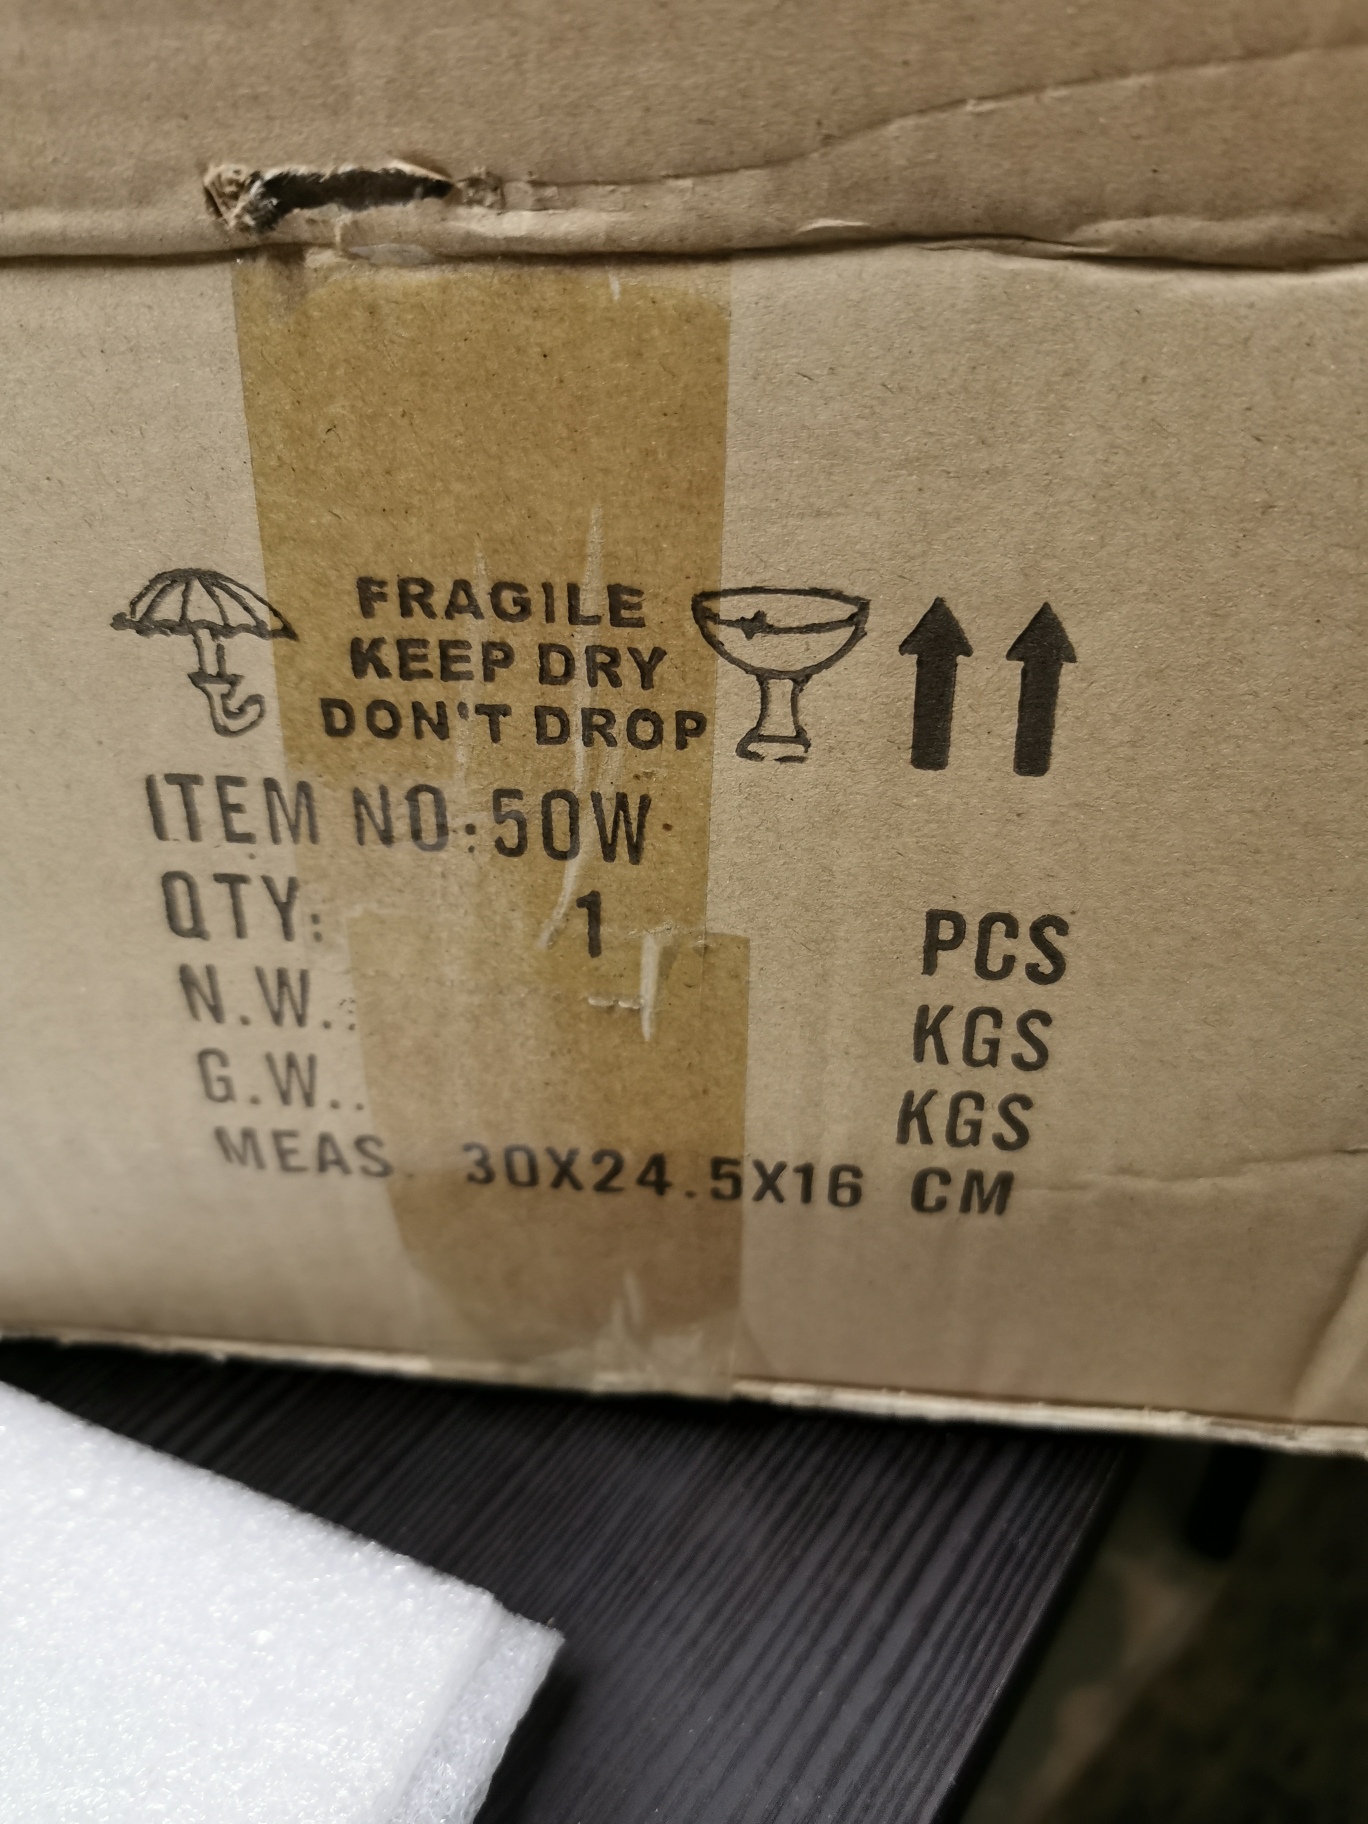 FRAGILE
KEEP DRY
DON'T DROP
ITEM NO:50W
QTY: 1 PCS
N.W.: KGS
G.W.. KGS
MEAS. 30X24.5X16 CM